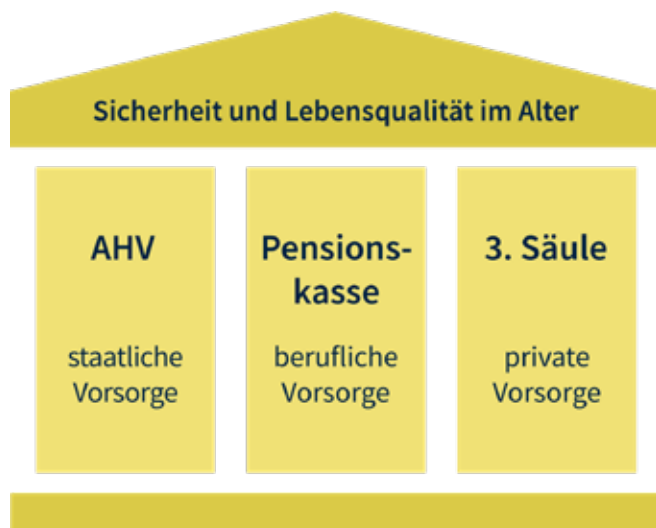 Sicherheit und Lebensqualität im Alter
AHV
staatliche
Vorsorge
Pensions-
kasse
berufliche
Vorsorge
3. Säule
private
Vorsorge